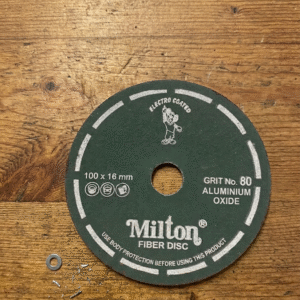 ELECTRO COATED
100 x 16 mm
GRIT No. 80
ALUMINIUM
OXIDE
Milton®
FIBER DISC
USE BODY PROTECTION BEFORE USING THIS PRODUCT